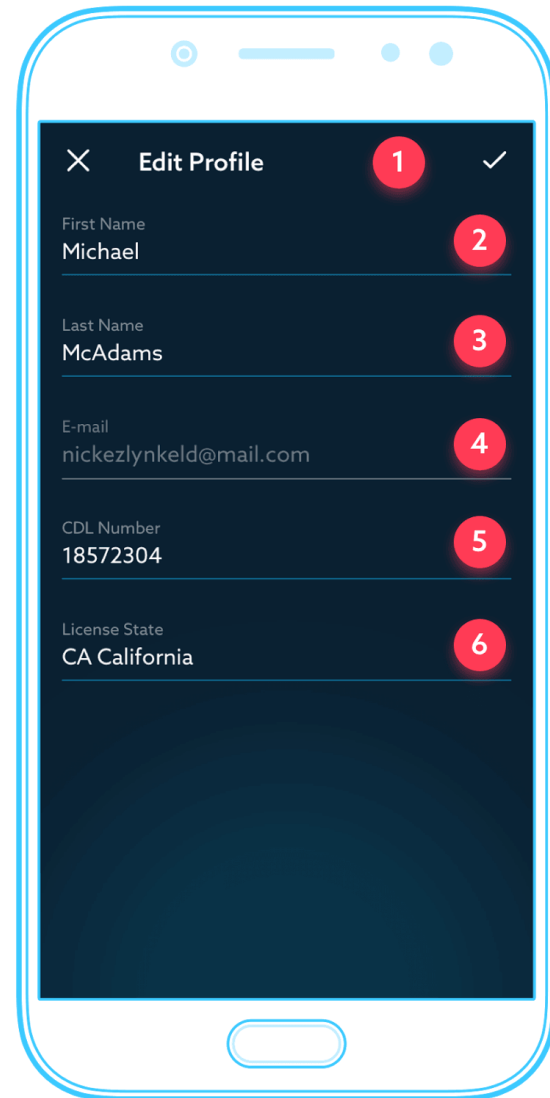 Edit Profile 1
First Name
Michael 2
Last Name
McAdams 3
E-mail
nickezlynkeld@mail.com 4
CDL Number
18572304 5
License State
CA California 6